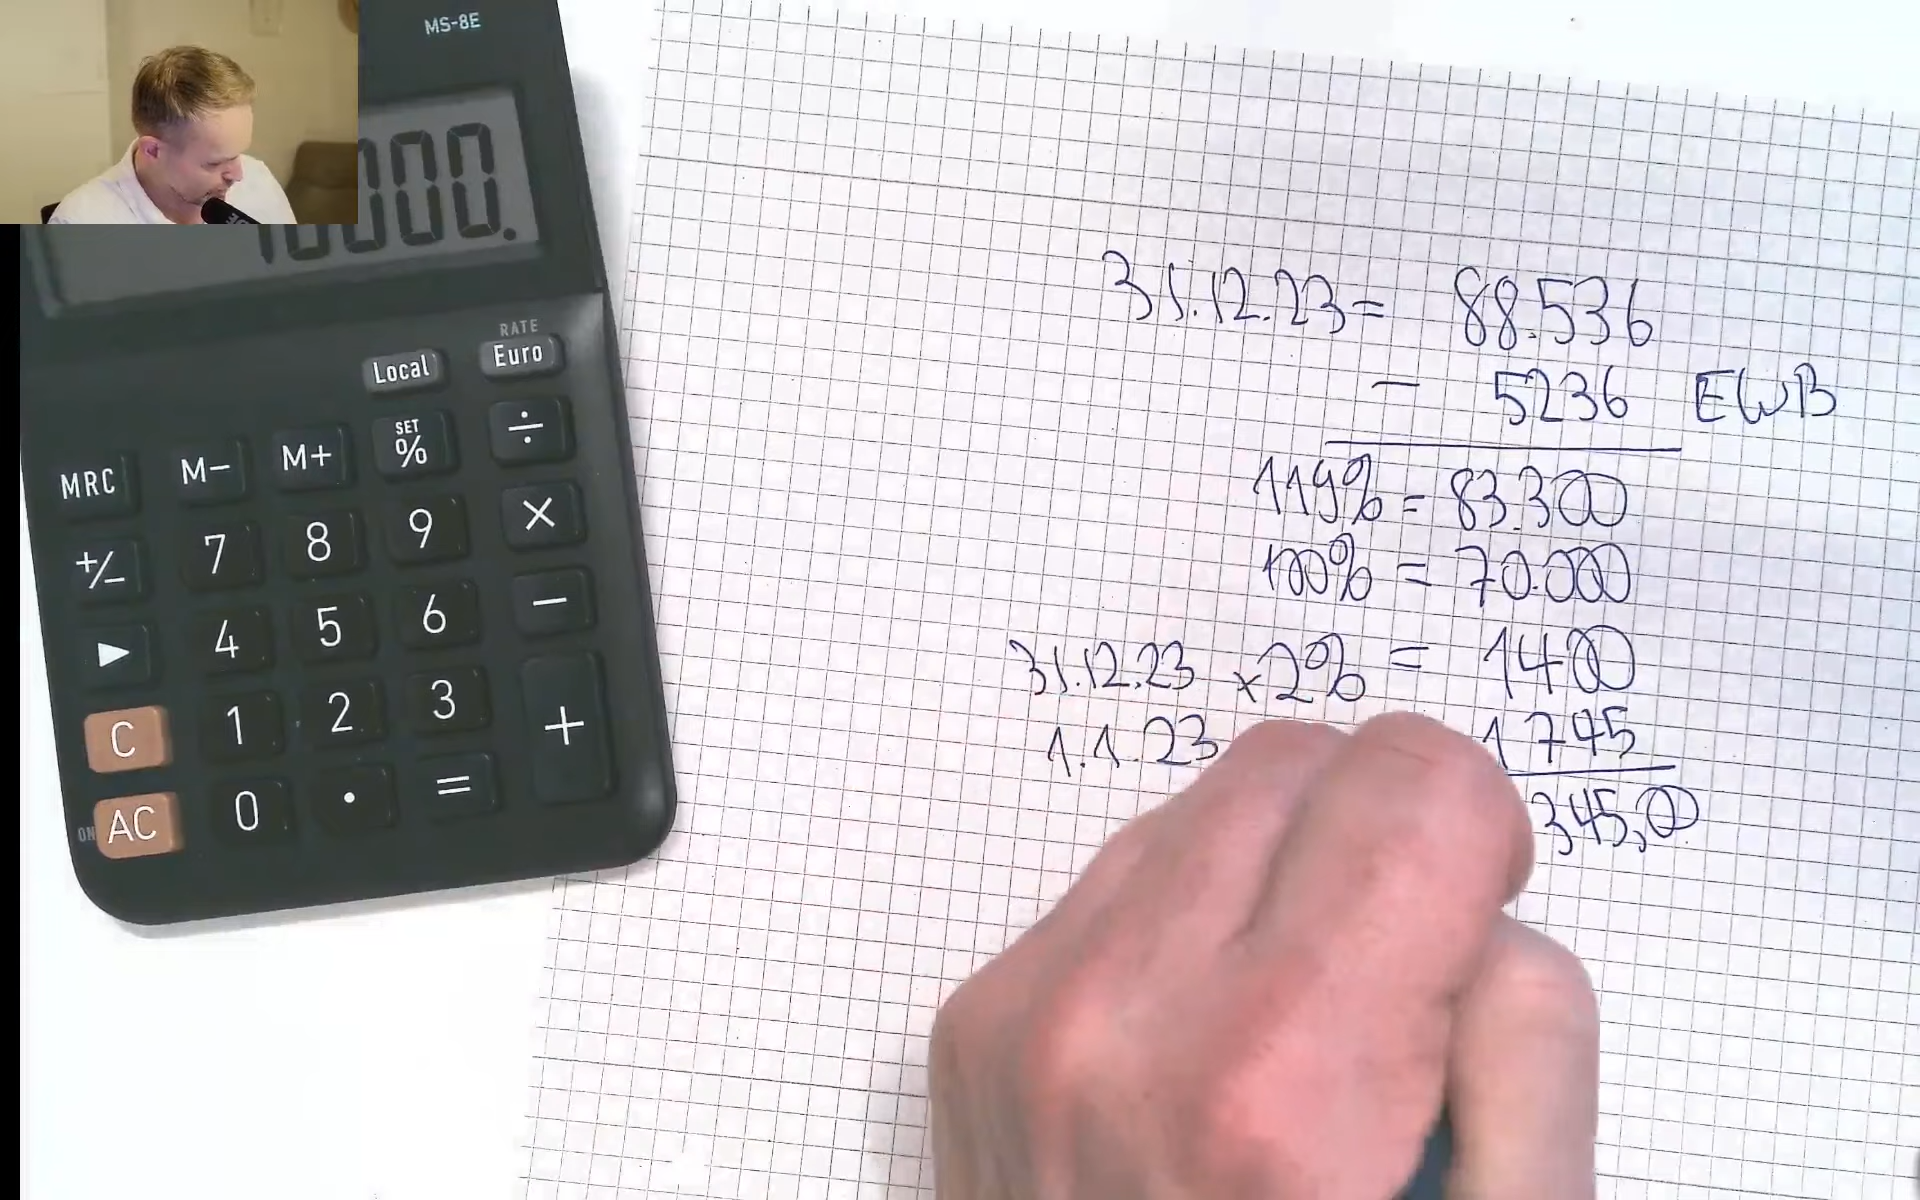 MS-8E
0000.
RATE
Local Euro
SET
MRC M− M+ % ÷
+/− 7 8 9 ×
▶ 4 5 6 −
C 1 2 3 +
ON AC 0 · =
31.12.23 = 88.536
− 5236 EWB
119% = 83.300
100% = 70.000
31.12.23 × 2% = 1400
1.1.23 1745
345,00